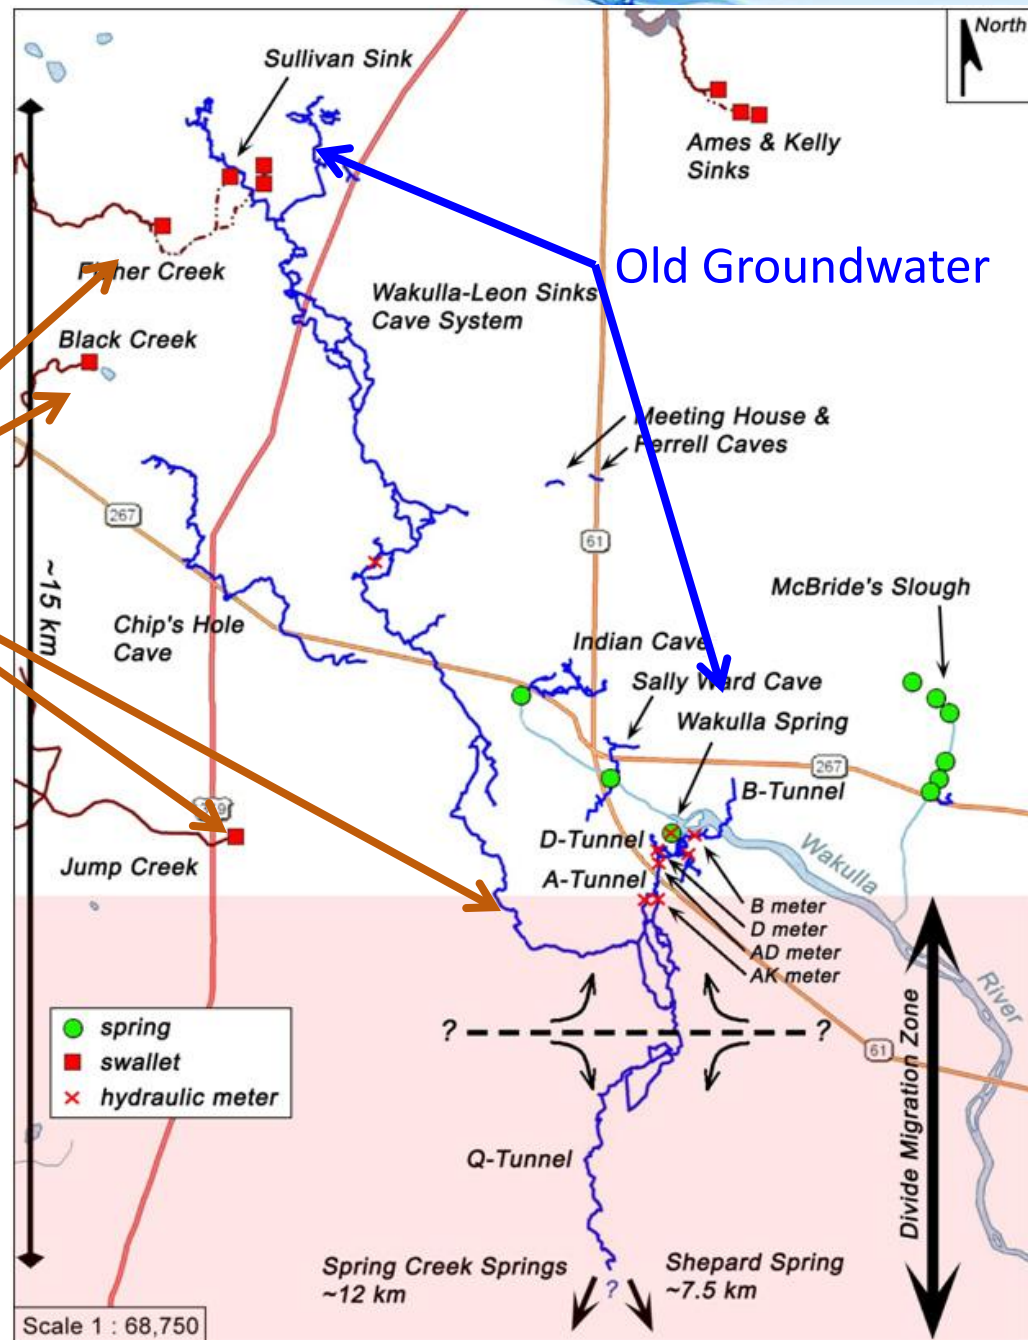 North
Sullivan Sink
Ames & Kelly
Sinks
Old Groundwater
Fisher Creek
Wakulla-Leon Sinks
Cave System
Black Creek
Meeting House &
Ferrell Caves
267
61
~15 km
McBride's Slough
Chip's Hole
Cave
Indian Cave
Sally Ward Cave
Wakulla Spring
267
B-Tunnel
D-Tunnel
Wakulla
Jump Creek
A-Tunnel
B meter
D meter
AD meter
AK meter
River
spring
swallet
hydraulic meter
?
?
61
Divide Migration Zone
Q-Tunnel
Spring Creek Springs
~12 km
Shepard Spring
~7.5 km
?
Scale 1 : 68,750